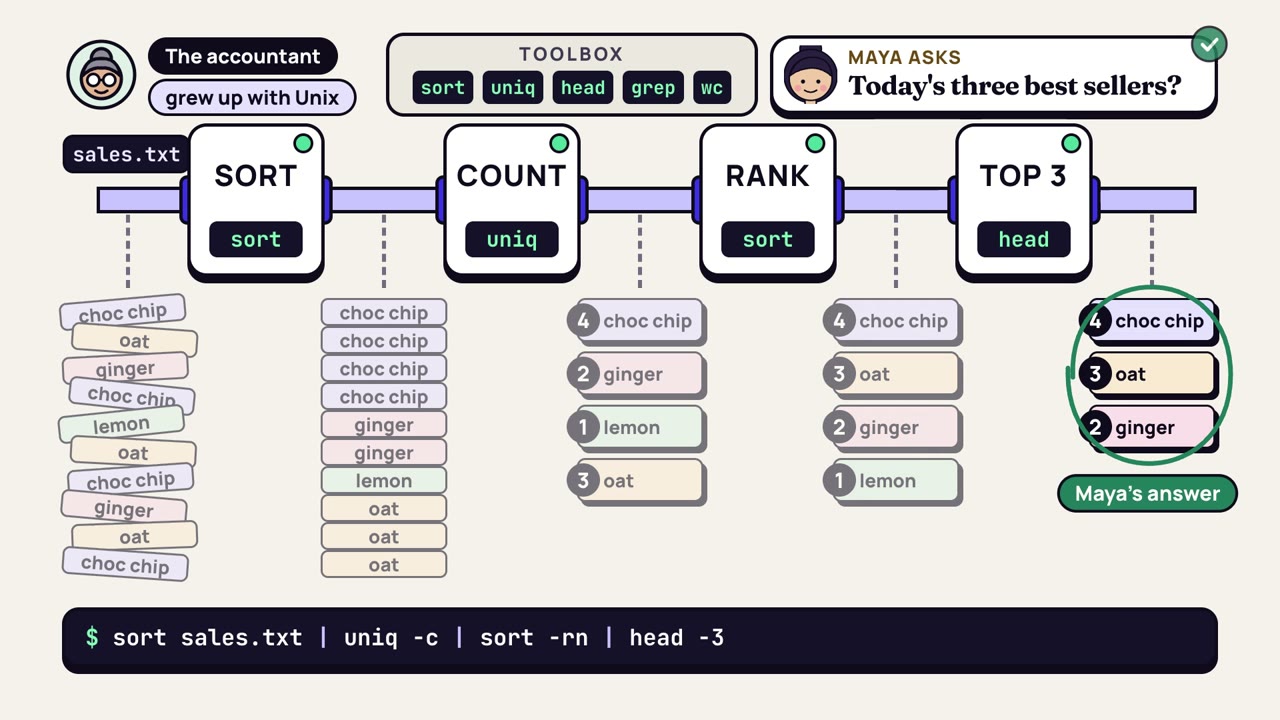 The accountant
grew up with Unix
TOOLBOX
sort uniq head grep wc
MAYA ASKS
Today's three best sellers?
sales.txt
SORT
sort
COUNT
uniq
RANK
sort
TOP 3
head
choc chip
oat
ginger
choc chip
lemon
oat
choc chip
ginger
oat
choc chip
choc chip
choc chip
choc chip
choc chip
ginger
ginger
lemon
oat
oat
oat
4 choc chip
2 ginger
1 lemon
3 oat
4 choc chip
3 oat
2 ginger
1 lemon
4 choc chip
3 oat
2 ginger
Maya's answer
$ sort sales.txt | uniq -c | sort -rn | head -3